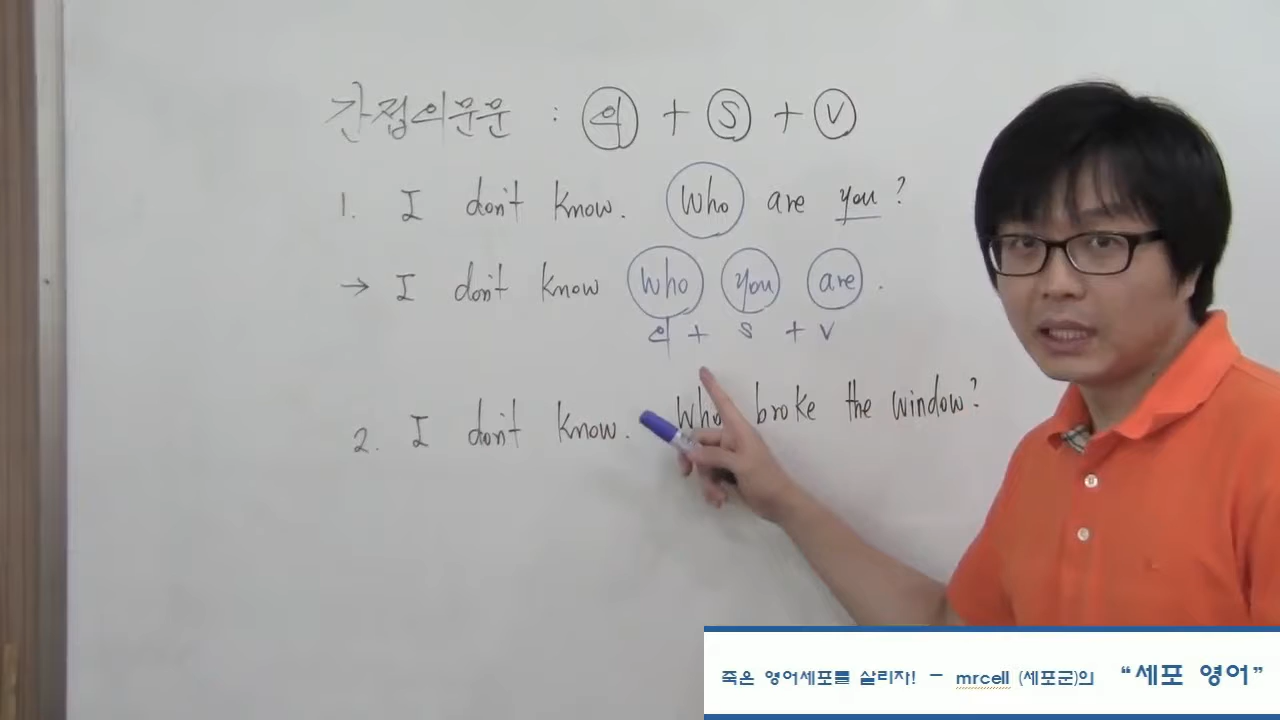 간접의문문 : 의 + S + V
1. I don't know. Who are you?
→ I don't know who you are.
의 + S + V
2. I don't know. Who broke the window?
죽은 영어세포를 살리자! - mrcell (세포군)의 "세포 영어"